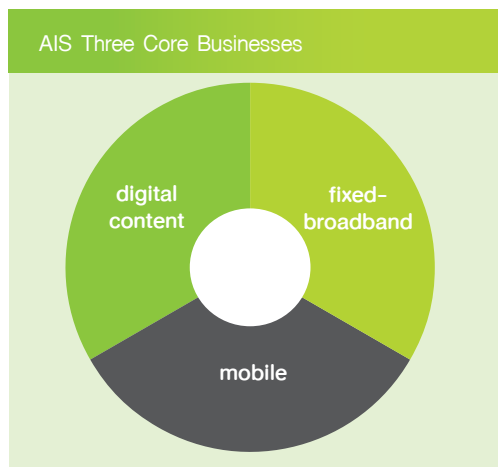 AIS Three Core Businesses
digital
content
fixed-
broadband
mobile